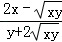 2x - √xy
y+2√xy